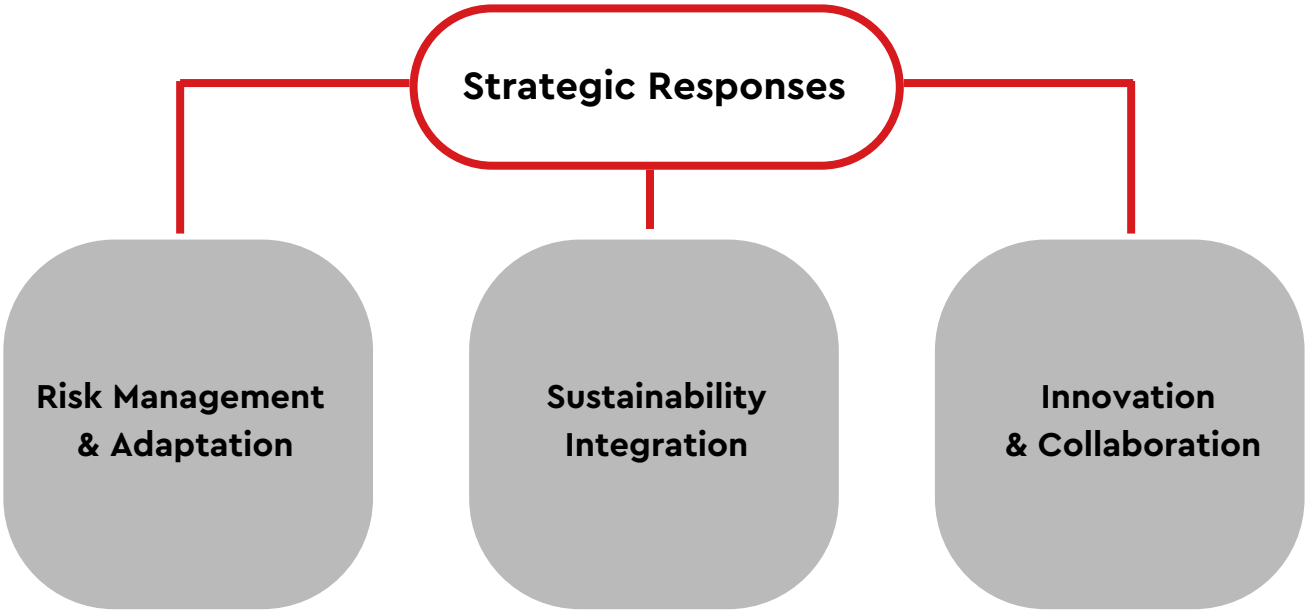 Strategic Responses
Risk Management
& Adaptation
Sustainability
Integration
Innovation
& Collaboration